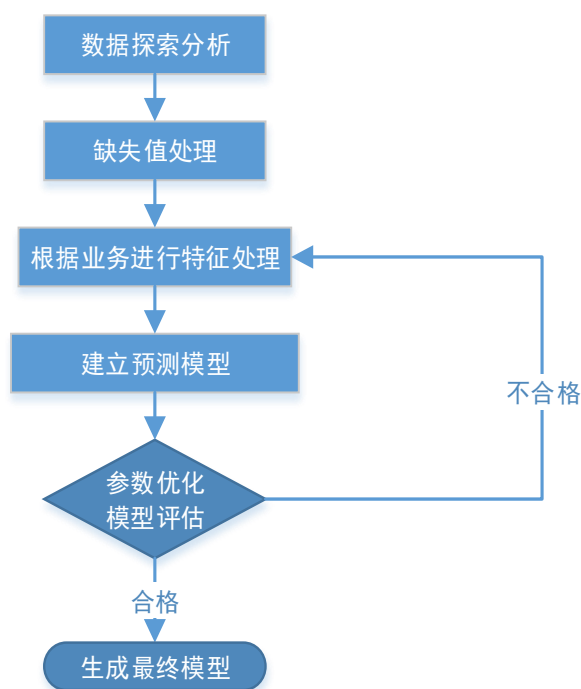 数据探索分析
缺失值处理
根据业务进行特征处理
建立预测模型
不合格
参数优化
模型评估
合格
生成最终模型